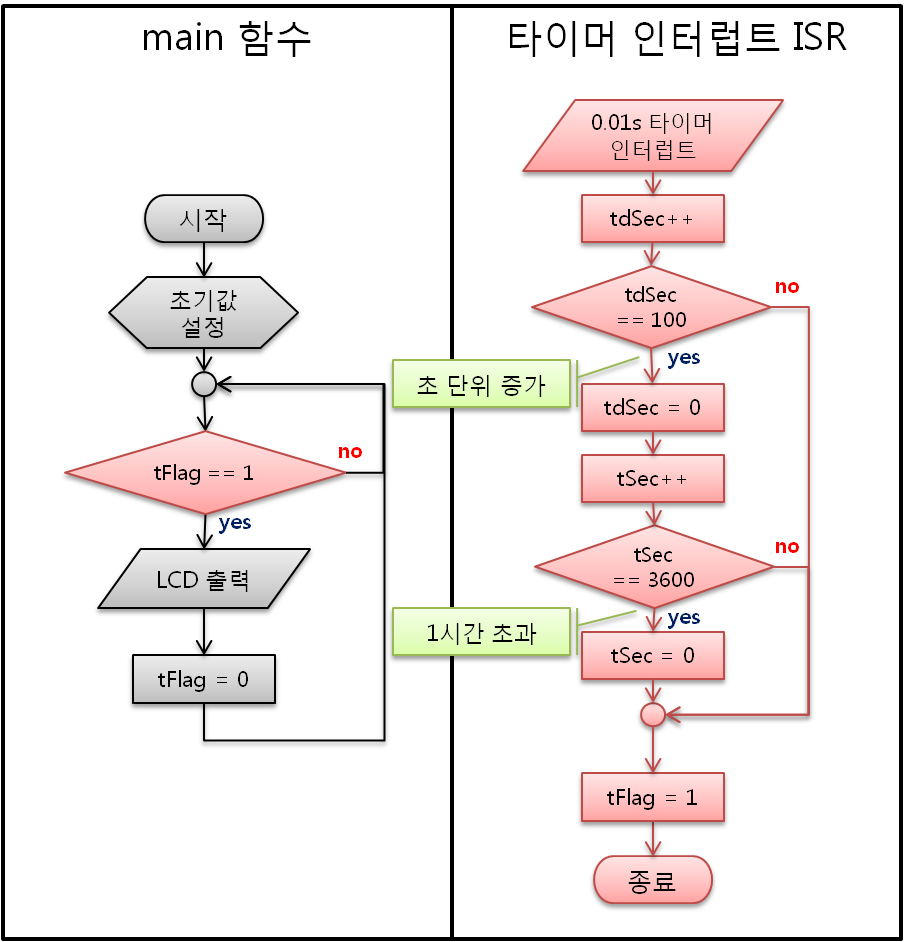 main 함수
시작
초기값
설정
tFlag == 1
no
yes
LCD 출력
tFlag = 0
타이머 인터럽트 ISR
0.01s 타이머
인터럽트
tdSec++
tdSec
== 100
no
yes
초 단위 증가
tdSec = 0
tSec++
tSec
== 3600
no
yes
1시간 초과
tSec = 0
tFlag = 1
종료